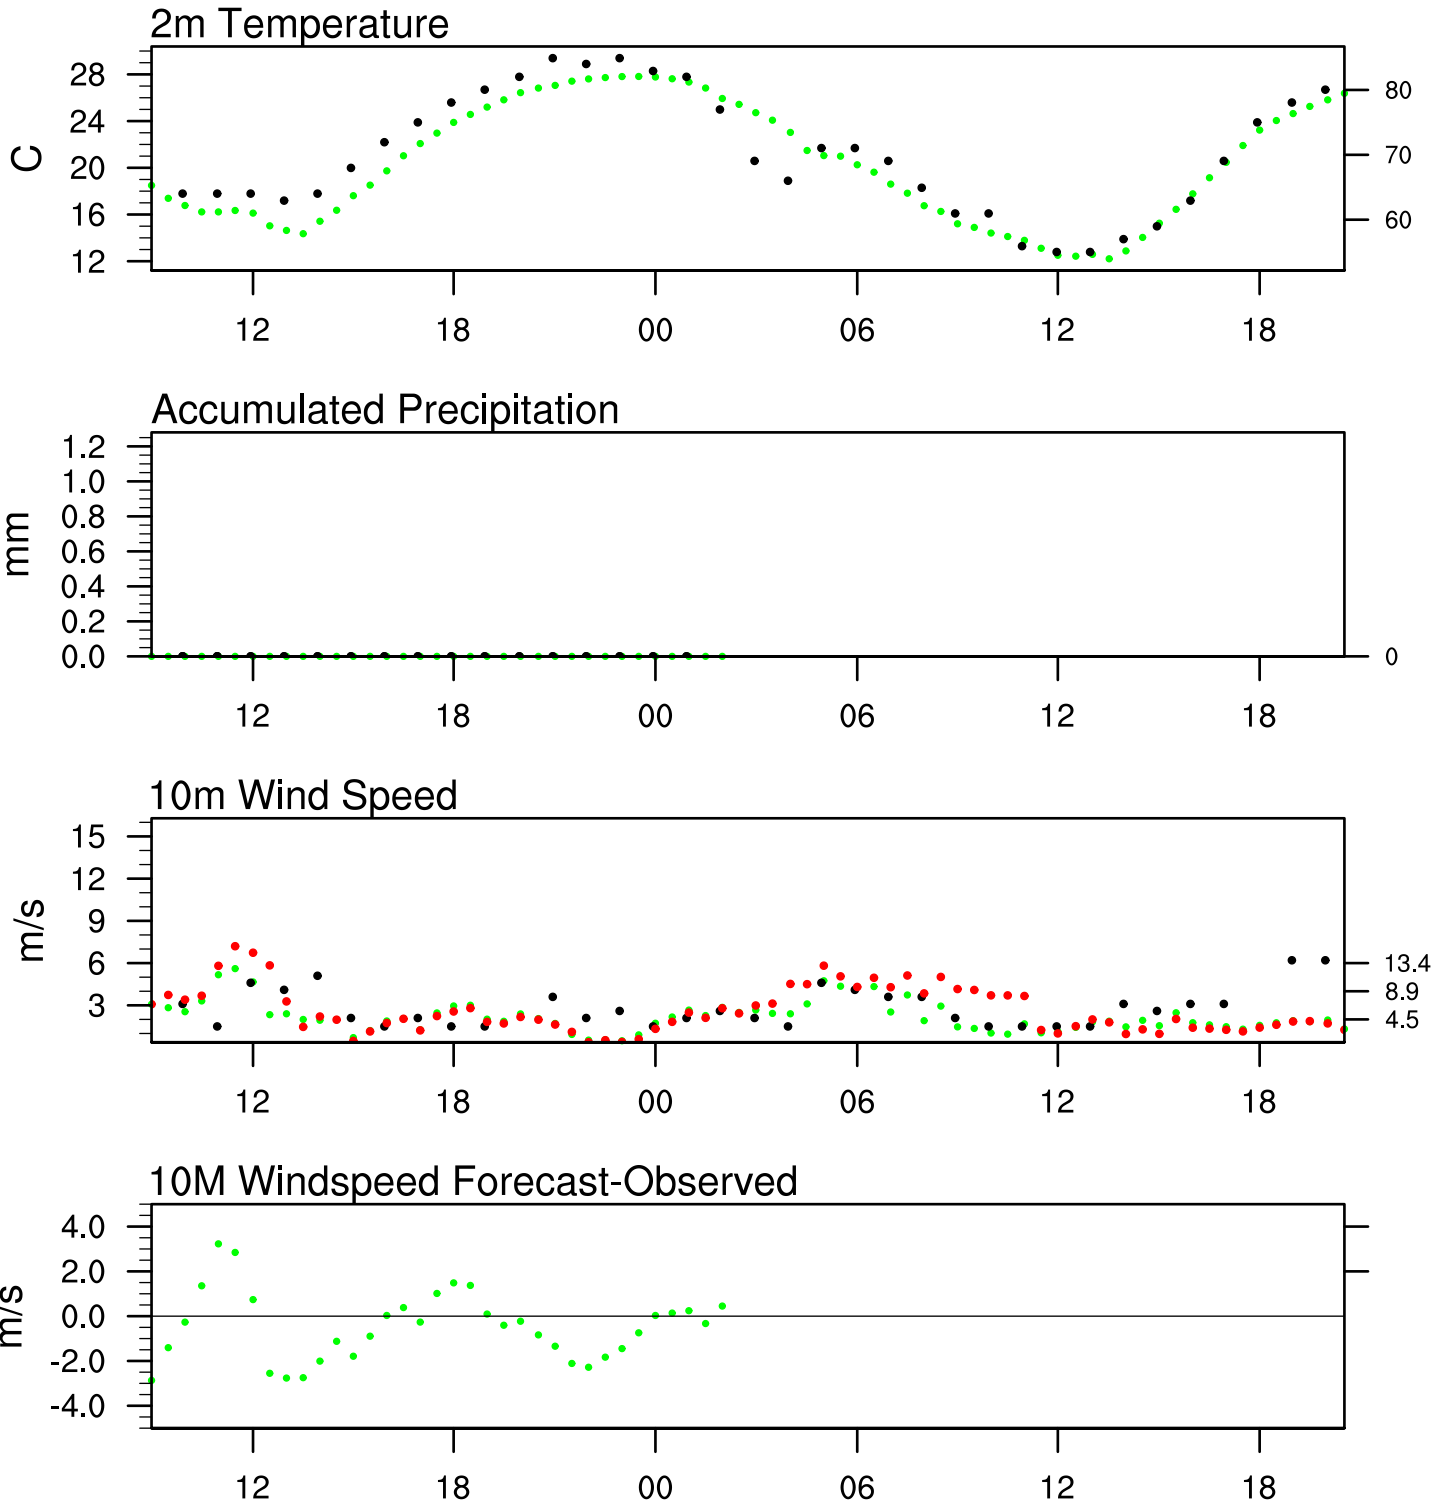 2m Temperature
28
24
20
16
12
C
80
70
60
12 18 00 06 12 18
Accumulated Precipitation
1.2
1.0
0.8
0.6
0.4
0.2
0.0
mm
0
12 18 00 06 12 18
10m Wind Speed
15
12
9
6
3
m/s
13.4
8.9
4.5
12 18 00 06 12 18
10M Windspeed Forecast-Observed
4.0
2.0
0.0
-2.0
-4.0
m/s
12 18 00 06 12 18